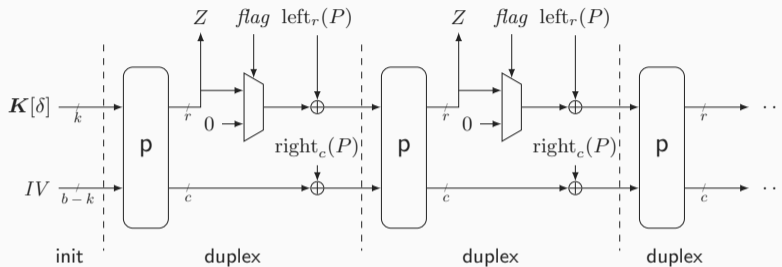 Z flag left_r(P) Z flag left_r(P)
K[δ] k r r r ⋯
0 0
p right_c(P) p right_c(P) p
IV b − k c c c ⋯
init duplex duplex duplex